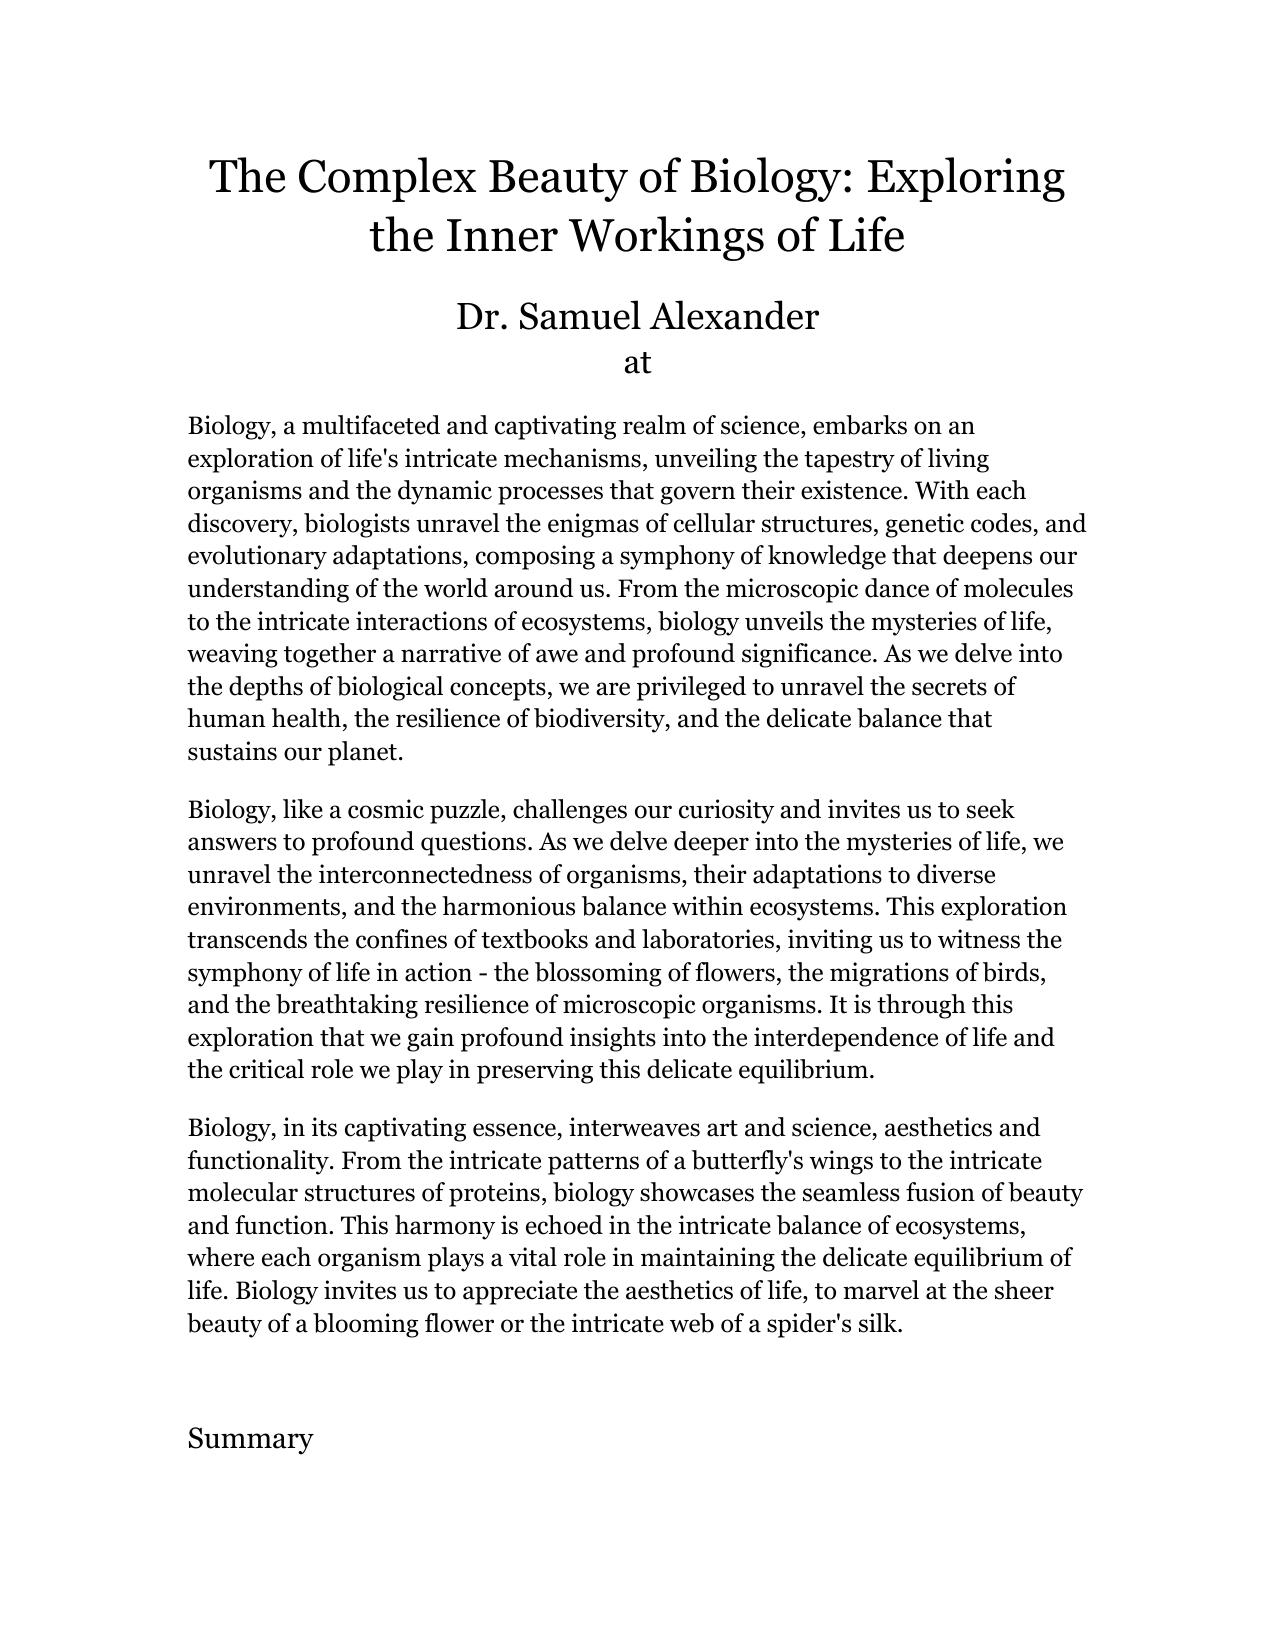 The Complex Beauty of Biology: Exploring
the Inner Workings of Life
Dr. Samuel Alexander
at
Biology, a multifaceted and captivating realm of science, embarks on an
exploration of life's intricate mechanisms, unveiling the tapestry of living
organisms and the dynamic processes that govern their existence. With each
discovery, biologists unravel the enigmas of cellular structures, genetic codes, and
evolutionary adaptations, composing a symphony of knowledge that deepens our
understanding of the world around us. From the microscopic dance of molecules
to the intricate interactions of ecosystems, biology unveils the mysteries of life,
weaving together a narrative of awe and profound significance. As we delve into
the depths of biological concepts, we are privileged to unravel the secrets of
human health, the resilience of biodiversity, and the delicate balance that
sustains our planet.
Biology, like a cosmic puzzle, challenges our curiosity and invites us to seek
answers to profound questions. As we delve deeper into the mysteries of life, we
unravel the interconnectedness of organisms, their adaptations to diverse
environments, and the harmonious balance within ecosystems. This exploration
transcends the confines of textbooks and laboratories, inviting us to witness the
symphony of life in action - the blossoming of flowers, the migrations of birds,
and the breathtaking resilience of microscopic organisms. It is through this
exploration that we gain profound insights into the interdependence of life and
the critical role we play in preserving this delicate equilibrium.
Biology, in its captivating essence, interweaves art and science, aesthetics and
functionality. From the intricate patterns of a butterfly's wings to the intricate
molecular structures of proteins, biology showcases the seamless fusion of beauty
and function. This harmony is echoed in the intricate balance of ecosystems,
where each organism plays a vital role in maintaining the delicate equilibrium of
life. Biology invites us to appreciate the aesthetics of life, to marvel at the sheer
beauty of a blooming flower or the intricate web of a spider's silk.
Summary